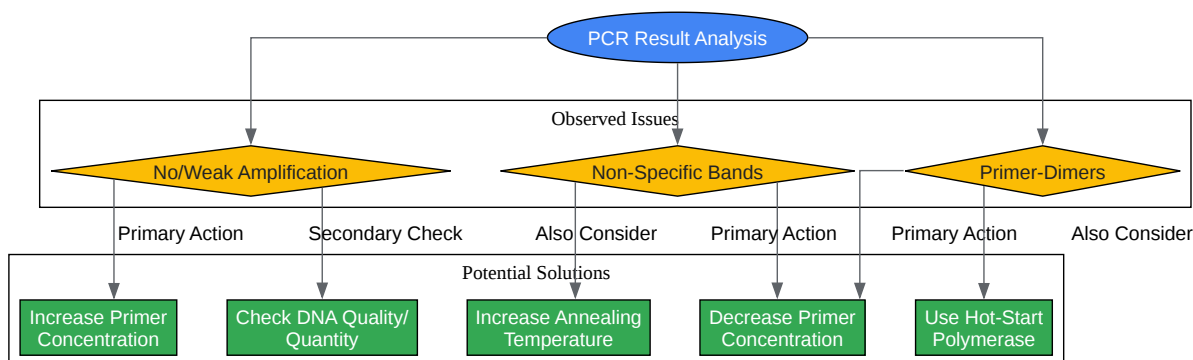 PCR Result Analysis
Observed Issues
No/Weak Amplification
Non-Specific Bands
Primer-Dimers
Primary Action
Secondary Check
Also Consider
Primary Action
Primary Action
Also Consider
Potential Solutions
Increase Primer
Concentration
Check DNA Quality/
Quantity
Increase Annealing
Temperature
Decrease Primer
Concentration
Use Hot-Start
Polymerase